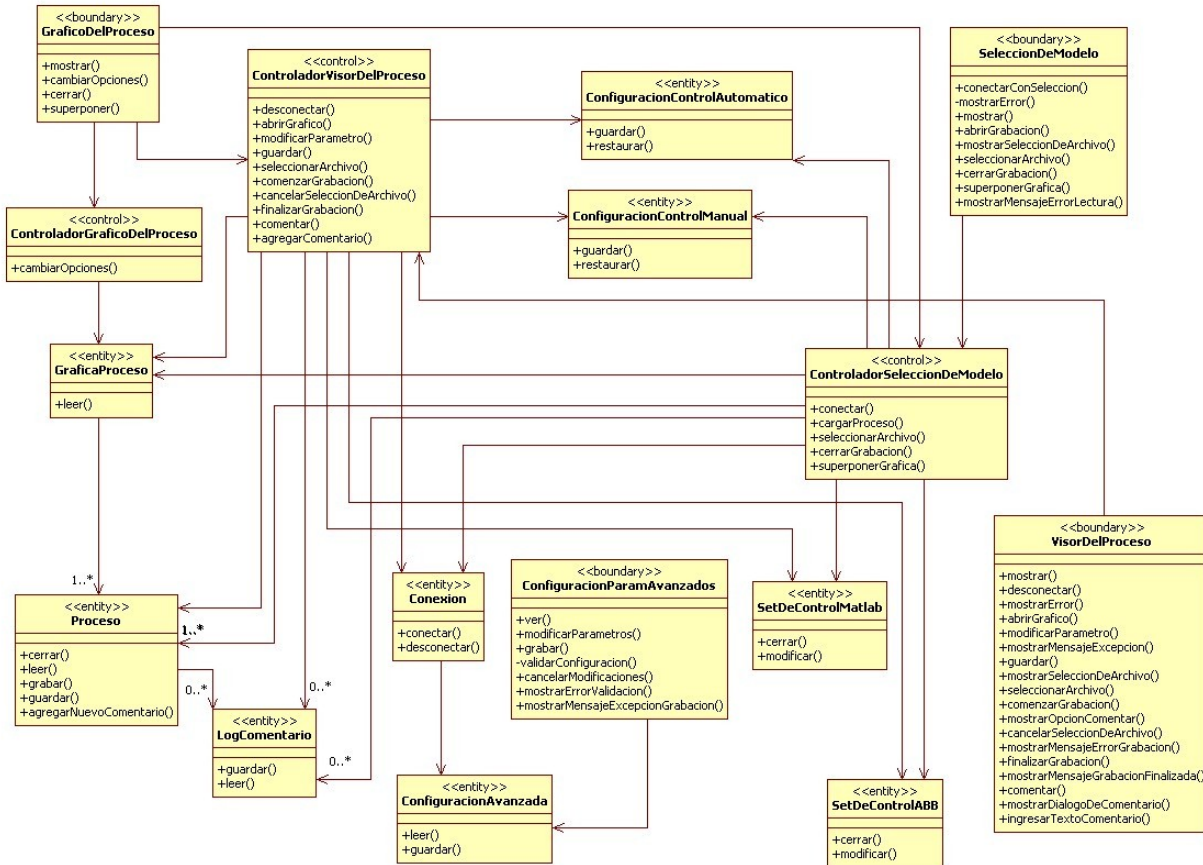 <<boundary>>
GraficoDelProceso
+mostrar()
+cambiarOpciones()
+cerrar()
+superponer()
<<control>>
ControladorVisorDelProceso
+desconectar()
+abrirGrafico()
+modificarParametro()
+guardar()
+seleccionarArchivo()
+comenzarGrabacion()
+cancelarSeleccionDeArchivo()
+finalizarGrabacion()
+comentar()
+agregarComentario()
<<entity>>
ConfiguracionControlAutomatico
+guardar()
+restaurar()
<<boundary>>
SeleccionDeModelo
+conectarConSeleccion()
-mostrarError()
+mostrar()
+abrirGrabacion()
+mostrarSeleccionDeArchivo()
+seleccionarArchivo()
+cerrarGrabacion()
+superponerGrafica()
+mostrarMensajeErrorLectura()
<<entity>>
ConfiguracionControlManual
+guardar()
+restaurar()
<<control>>
ControladorGraficoDelProceso
+cambiarOpciones()
<<entity>>
GraficaProceso
+leer()
<<control>>
ControladorSeleccionDeModelo
+conectar()
+cargarProceso()
+seleccionarArchivo()
+cerrarGrabacion()
+superponerGrafica()
1..*
<<entity>>
Proceso
+cerrar()
+leer()
+grabar()
+guardar()
+agregarNuevoComentario()
1..*
0..*
0..*
0..*
<<entity>>
LogComentario
+guardar()
+leer()
<<entity>>
Conexion
+conectar()
+desconectar()
<<boundary>>
ConfiguracionParamAvanzados
+ver()
+modificarParametros()
+grabar()
-validarConfiguracion()
+cancelarModificaciones()
+mostrarErrorValidacion()
+mostrarMensajeExcepcionGrabacion()
<<entity>>
SetDeControlMatlab
+cerrar()
+modificar()
<<boundary>>
VisorDelProceso
+mostrar()
+desconectar()
+mostrarError()
+abrirGrafico()
+modificarParametro()
+mostrarMensajeExcepcion()
+guardar()
+mostrarSeleccionDeArchivo()
+seleccionarArchivo()
+comenzarGrabacion()
+mostrarOpcionComentar()
+cancelarSeleccionDeArchivo()
+mostrarMensajeErrorGrabacion()
+finalizarGrabacion()
+mostrarMensajeGrabacionFinalizada()
+comentar()
+mostrarDialogoDeComentario()
+ingresarTextoComentario()
<<entity>>
ConfiguracionAvanzada
+leer()
+guardar()
<<entity>>
SetDeControlABB
+cerrar()
+modificar()